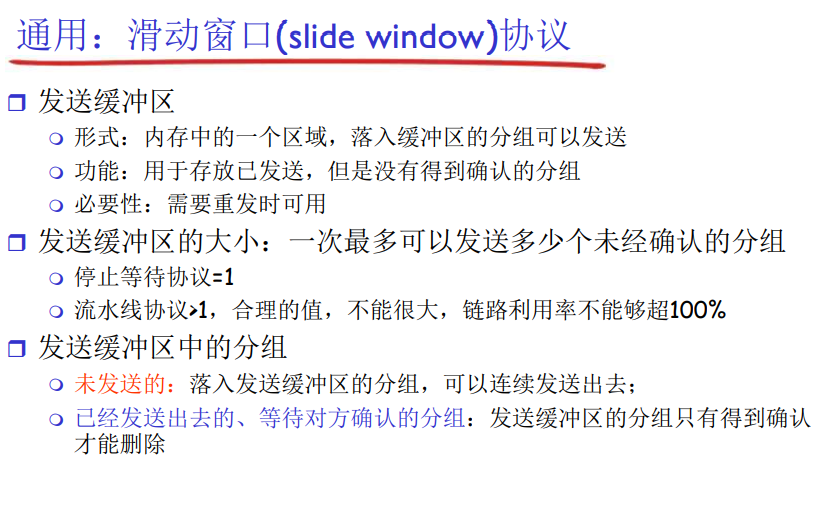 通用：滑动窗口(slide window)协议
发送缓冲区
形式：内存中的一个区域，落入缓冲区的分组可以发送
功能：用于存放已发送，但是没有得到确认的分组
必要性：需要重发时可用
发送缓冲区的大小：一次最多可以发送多少个未经确认的分组
停止等待协议=1
流水线协议>1，合理的值，不能很大，链路利用率不能够超100%
发送缓冲区中的分组
未发送的：落入发送缓冲区的分组，可以连续发送出去；
已经发送出去的、等待对方确认的分组：发送缓冲区的分组只有得到确认
才能删除